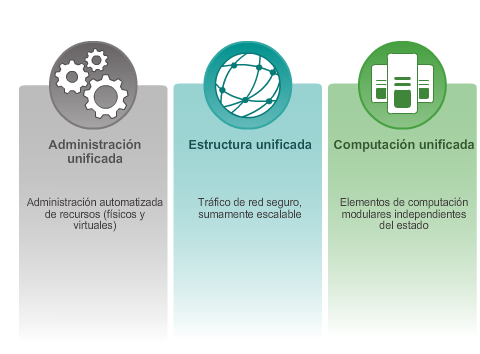 Administración
unificada
Administración automatizada
de recursos (físicos y
virtuales)
Estructura unificada
Tráfico de red seguro,
sumamente escalable
Computación unificada
Elementos de computación
modulares independientes
del estado